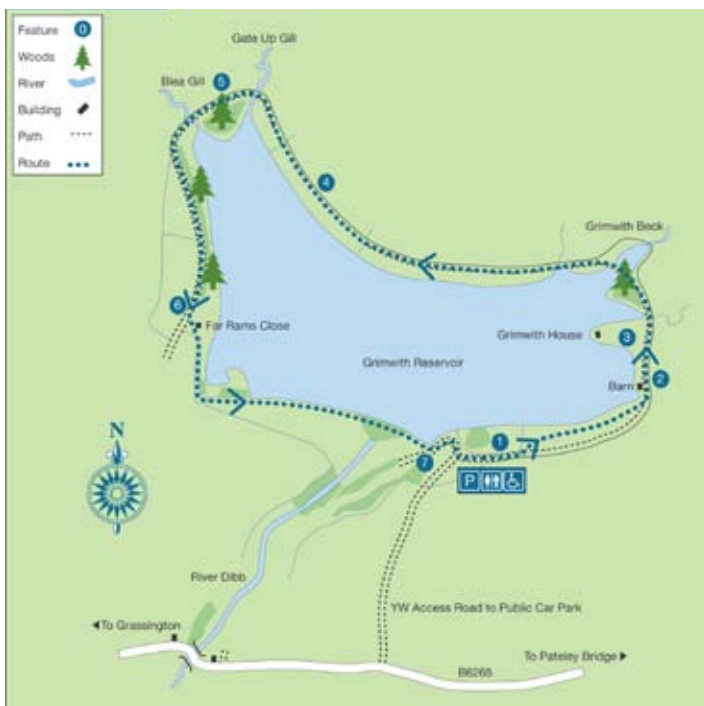 Feature 0
Woods
River
Building
Path
Route
Gate Up Gill
Blea Gill
5
4
Grimwith Beck
6
Far Rams Close
Grimwith House
3
Grimwith Reservoir
Barn
2
1
7
P
N
River Dibb
YW Access Road to Public Car Park
To Grassington
To Pateley Bridge
B6265